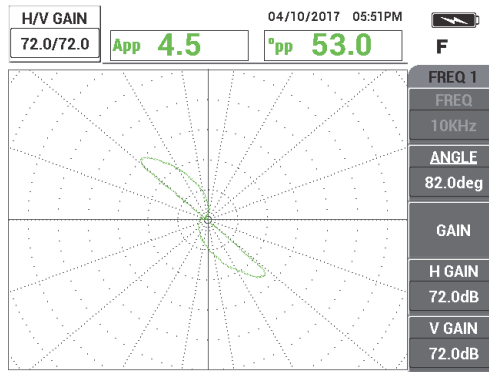 H/V GAIN
72.0/72.0
App 4.5
04/10/2017 05:51PM
°pp 53.0
F
FREQ 1
FREQ
10KHz
ANGLE
82.0deg
GAIN
H GAIN
72.0dB
V GAIN
72.0dB